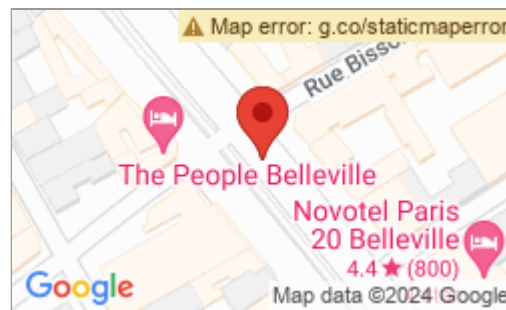 Map error: g.co/staticmaperror
Rue Bisson
The People Belleville
Novotel Paris
20 Belleville
4.4★(800)
Google
Map data ©2024 Google